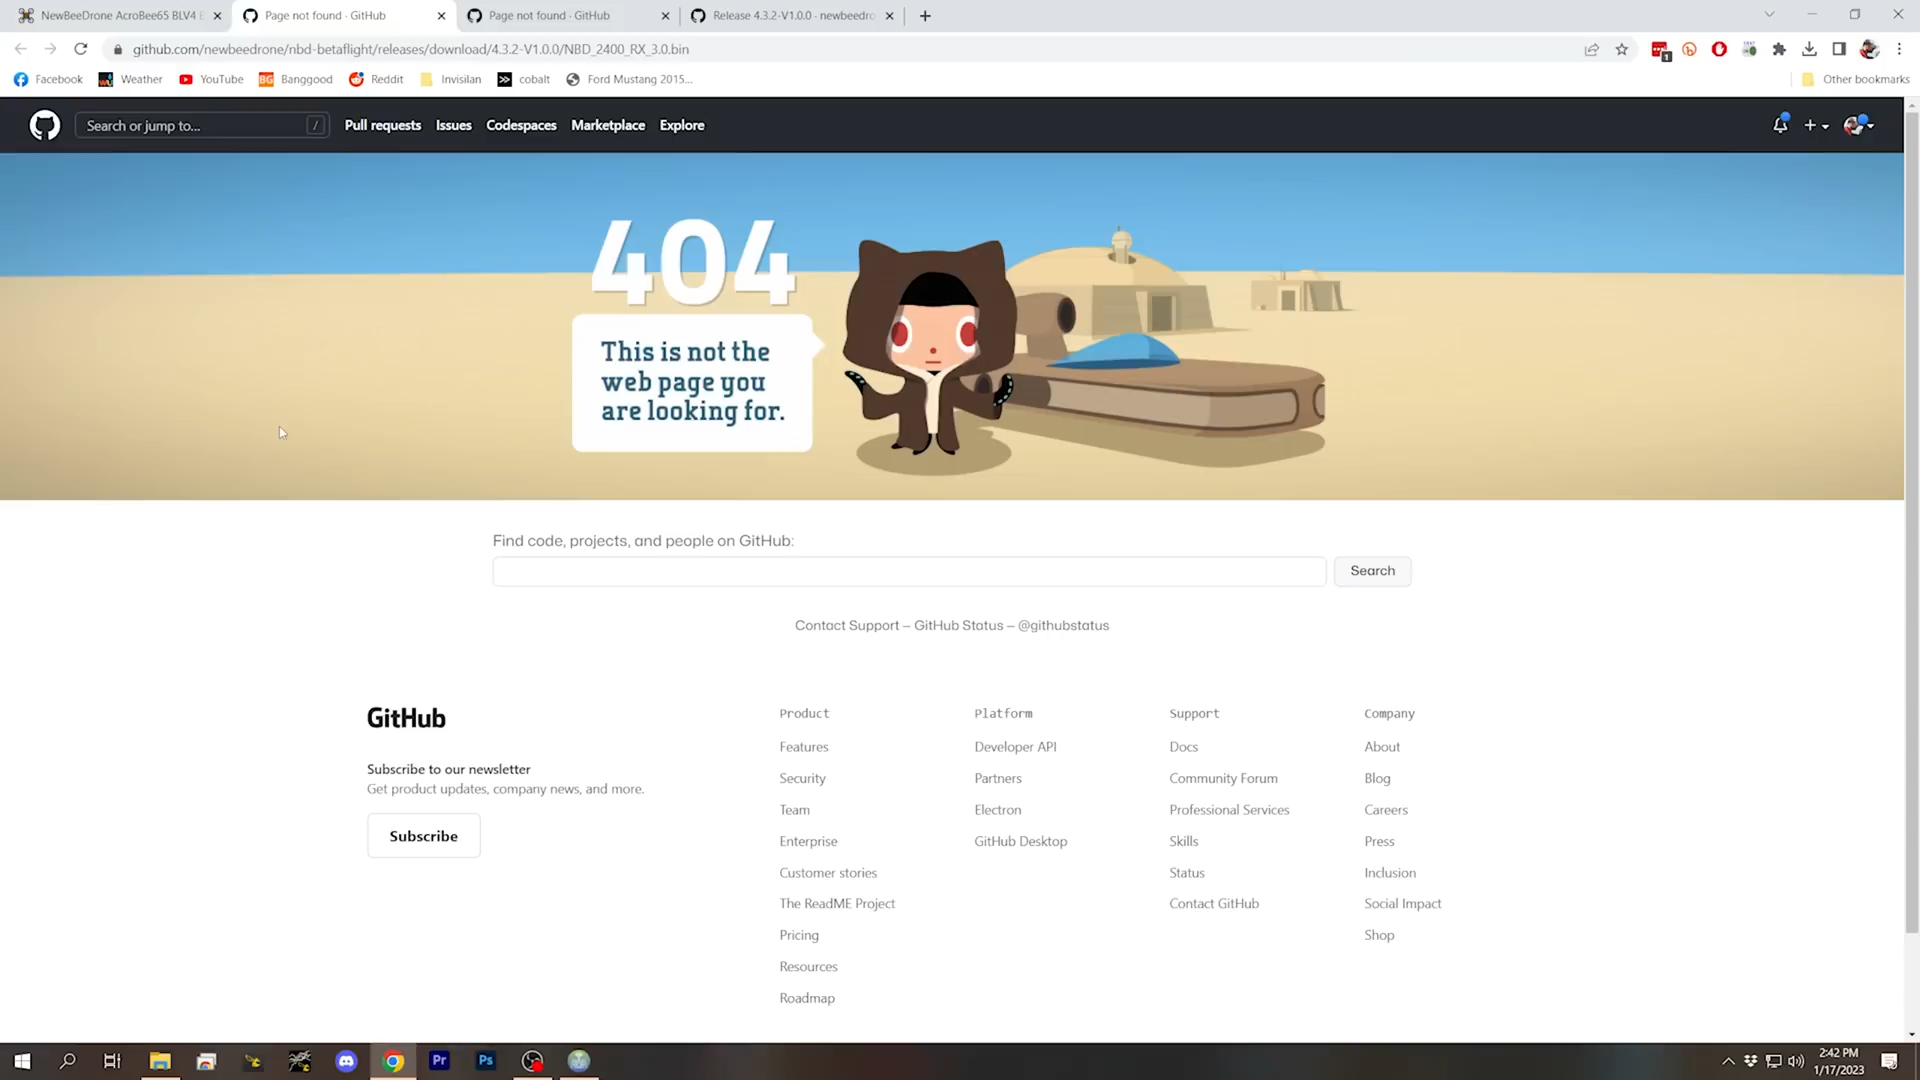 NewBeeDrone AcroBee65 BLV4 E
Page not found · GitHub
Page not found · GitHub
Release 4.3.2-V1.0.0 · newbeedro
github.com/newbeedrone/nbd-betaflight/releases/download/4.3.2-V1.0.0/NBD_2400_RX_3.0.bin
Facebook
Weather
YouTube
BG
Banggood
Reddit
Invisilan
cobalt
Ford Mustang 2015...
Other bookmarks
Search or jump to...
/
Pull requests
Issues
Codespaces
Marketplace
Explore
404
This is not the
web page you
are looking for.
Find code, projects, and people on GitHub:
Search
Contact Support — GitHub Status — @githubstatus
GitHub
Subscribe to our newsletter
Get product updates, company news, and more.
Subscribe
Product
Features
Security
Team
Enterprise
Customer stories
The ReadME Project
Pricing
Resources
Roadmap
Platform
Developer API
Partners
Electron
GitHub Desktop
Support
Docs
Community Forum
Professional Services
Skills
Status
Contact GitHub
Company
About
Blog
Careers
Press
Inclusion
Social Impact
Shop
Pr
Ps
2:42 PM
1/17/2023